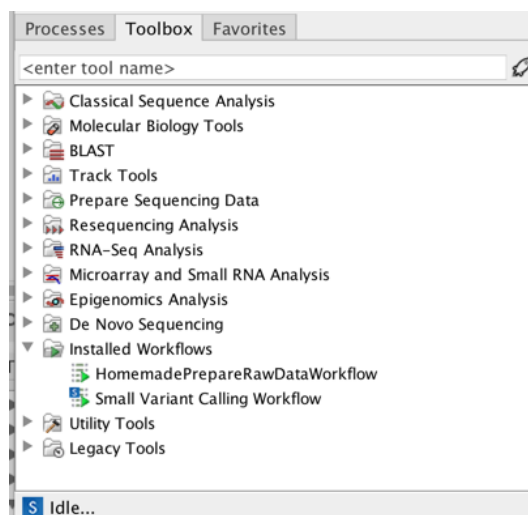 Processes Toolbox Favorites
<enter tool name>
Classical Sequence Analysis
Molecular Biology Tools
BLAST
Track Tools
Prepare Sequencing Data
Resequencing Analysis
RNA-Seq Analysis
Microarray and Small RNA Analysis
Epigenomics Analysis
De Novo Sequencing
Installed Workflows
HomemadePrepareRawDataWorkflow
Small Variant Calling Workflow
Utility Tools
Legacy Tools
S Idle...